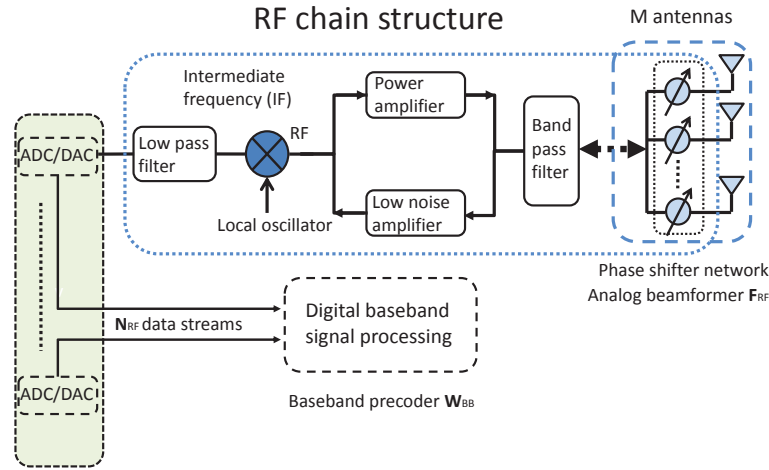 RF chain structure
M antennas
Intermediate
frequency (IF)
Power
amplifier
RF
Band
pass
filter
ADC/DAC
Low pass
filter
Low noise
amplifier
Local oscillator
Phase shifter network
Analog beamformer FRF
NRF data streams
Digital baseband
signal processing
ADC/DAC
Baseband precoder WBB